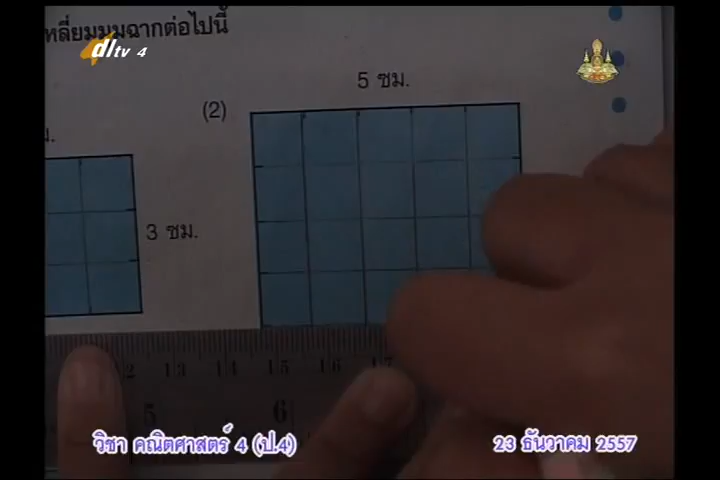 หลี่ยมมุมฉากต่อไปนี้
dltv 4
5 ซม.
(2)
ม.
3 ซม.
2 13 14 15 16 17
5 6
วิชา คณิตศาสตร์ 4 (ป.4)
23 ธันวาคม 2557